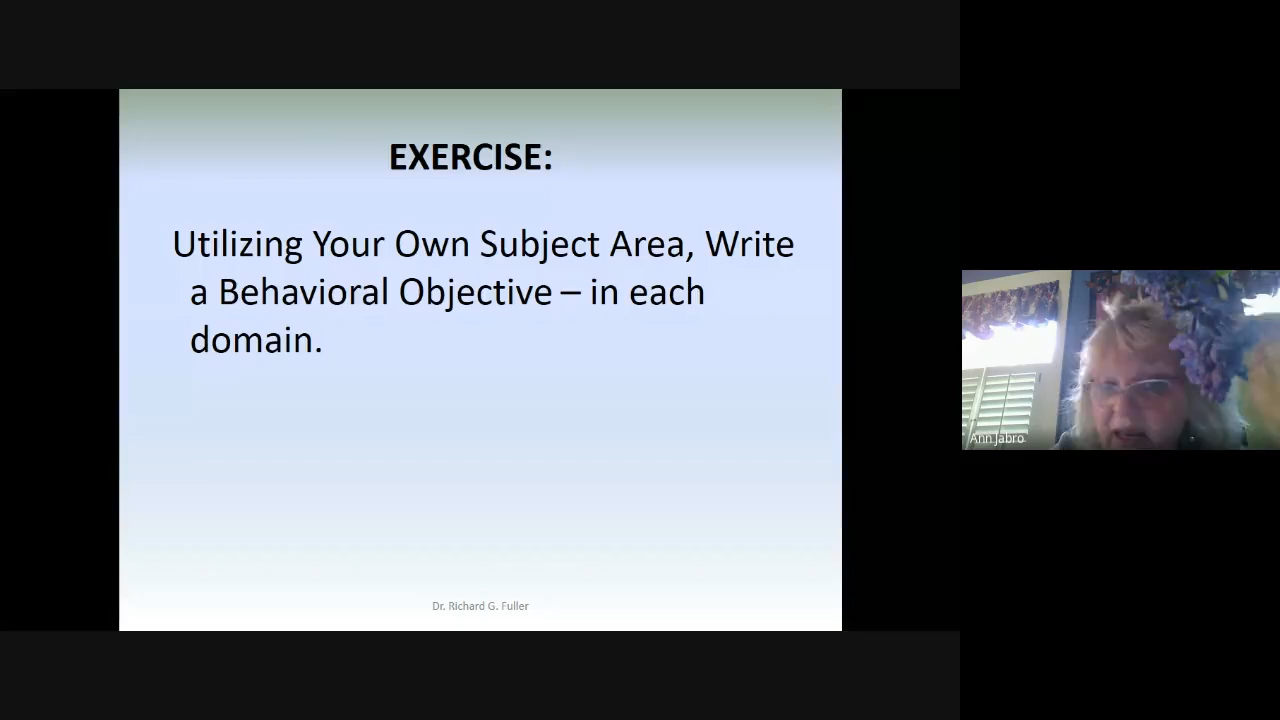 EXERCISE:
Utilizing Your Own Subject Area, Write
a Behavioral Objective – in each
domain.
Dr. Richard G. Fuller
Ann Jabro